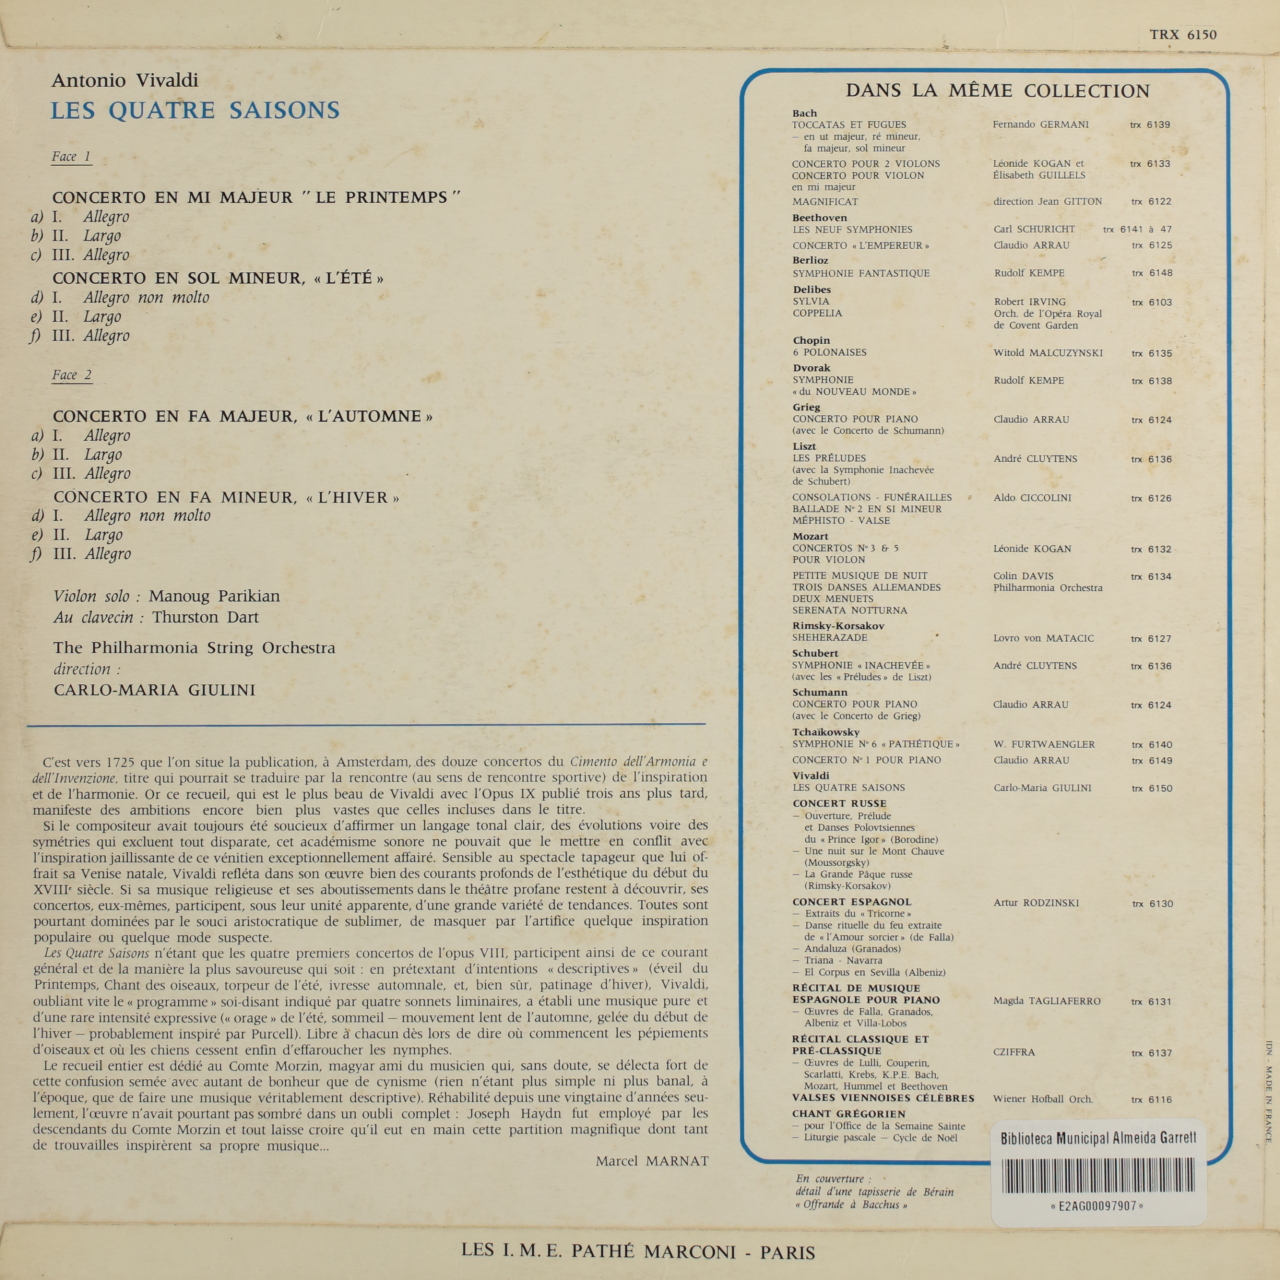 TRX 6150
Antonio Vivaldi
LES QUATRE SAISONS
Face 1
CONCERTO EN MI MAJEUR " LE PRINTEMPS "
a) I. Allegro
b) II. Largo
c) III. Allegro
CONCERTO EN SOL MINEUR, « L'ÉTÉ »
d) I. Allegro non molto
e) II. Largo
f) III. Allegro
Face 2
CONCERTO EN FA MAJEUR, « L'AUTOMNE »
a) I. Allegro
b) II. Largo
c) III. Allegro
CONCERTO EN FA MINEUR, « L'HIVER »
d) I. Allegro non molto
e) II. Largo
f) III. Allegro
Violon solo : Manoug Parikian
Au clavecin : Thurston Dart
The Philharmonia String Orchestra
direction :
CARLO-MARIA GIULINI
C'est vers 1725 que l'on situe la publication, à Amsterdam, des douze concertos du Cimento dell'Armonia e
dell'Invenzione, titre qui pourrait se traduire par la rencontre (au sens de rencontre sportive) de l'inspiration
et de l'harmonie. Or ce recueil, qui est le plus beau de Vivaldi avec l'Opus IX publié trois ans plus tard,
manifeste des ambitions encore bien plus vastes que celles incluses dans le titre.
Si le compositeur avait toujours été soucieux d'affirmer un langage tonal clair, des évolutions voire des
symétries qui excluent tout disparate, cet académisme sonore ne pouvait que le mettre en conflit avec
l'inspiration jaillissante de ce vénitien exceptionnellement affairé. Sensible au spectacle tapageur que lui of-
frait sa Venise natale, Vivaldi refléta dans son œuvre bien des courants profonds de l'esthétique du début du
XVIIIe siècle. Si sa musique religieuse et ses aboutissements dans le théâtre profane restent à découvrir, ses
concertos, eux-mêmes, participent, sous leur unité apparente, d'une grande variété de tendances. Toutes sont
pourtant dominées par le souci aristocratique de sublimer, de masquer par l'artifice quelque inspiration
populaire ou quelque mode suspecte.
Les Quatre Saisons n'étant que les quatre premiers concertos de l'opus VIII, participent ainsi de ce courant
général et de la manière la plus savoureuse qui soit : en prétextant d'intentions « descriptives » (éveil du
Printemps, Chant des oiseaux, torpeur de l'été, ivresse automnale, et, bien sûr, patinage d'hiver), Vivaldi,
oubliant vite le « programme » soi-disant indiqué par quatre sonnets liminaires, a établi une musique pure et
d'une rare intensité expressive (« orage » de l'été, sommeil – mouvement lent de l'automne, gelée du début de
l'hiver – probablement inspiré par Purcell). Libre à chacun dès lors de dire où commencent les pépiements
d'oiseaux et où les chiens cessent enfin d'effaroucher les nymphes.
Le recueil entier est dédié au Comte Morzin, magyar ami du musicien qui, sans doute, se délecta fort de
cette confusion semée avec autant de bonheur que de cynisme (rien n'étant plus simple ni plus banal, à
l'époque, que de faire une musique véritablement descriptive). Réhabilité depuis une vingtaine d'années seu-
lement, l'œuvre n'avait pourtant pas sombré dans un oubli complet : Joseph Haydn fut employé par les
descendants du Comte Morzin et tout laisse croire qu'il eut en main cette partition magnifique dont tant
de trouvailles inspirèrent sa propre musique...
Marcel MARNAT
DANS LA MÊME COLLECTION
Bach
TOCCATAS ET FUGUES Fernando GERMANI trx 6139
— en ut majeur, ré mineur,
fa majeur, sol mineur
CONCERTO POUR 2 VIOLONS Léonide KOGAN et trx 6133
CONCERTO POUR VIOLON Élisabeth GUILLELS
en mi majeur
MAGNIFICAT direction Jean GITTON trx 6122
Beethoven
LES NEUF SYMPHONIES Carl SCHURICHT trx 6141 à 47
CONCERTO « L'EMPEREUR » Claudio ARRAU trx 6125
Berlioz
SYMPHONIE FANTASTIQUE Rudolf KEMPE trx 6148
Delibes
SYLVIA Robert IRVING trx 6103
COPPELIA Orch. de l'Opéra Royal
de Covent Garden
Chopin
6 POLONAISES Witold MALCUZYNSKI trx 6135
Dvorak
SYMPHONIE Rudolf KEMPE trx 6138
« du NOUVEAU MONDE »
Grieg
CONCERTO POUR PIANO Claudio ARRAU trx 6124
(avec le Concerto de Schumann)
Liszt
LES PRÉLUDES André CLUYTENS trx 6136
(avec la Symphonie Inachevée
de Schubert)
CONSOLATIONS - FUNÉRAILLES Aldo CICCOLINI trx 6126
BALLADE N° 2 EN SI MINEUR
MÉPHISTO - VALSE
Mozart
CONCERTOS N° 3 & 5 Léonide KOGAN trx 6132
POUR VIOLON
PETITE MUSIQUE DE NUIT Colin DAVIS trx 6134
TROIS DANSES ALLEMANDES Philharmonia Orchestra
DEUX MENUETS
SERENATA NOTTURNA
Rimsky-Korsakov
SHEHERAZADE Lovro von MATACIC trx 6127
Schubert
SYMPHONIE « INACHEVÉE » André CLUYTENS trx 6136
(avec les « Préludes » de Liszt)
Schumann
CONCERTO POUR PIANO Claudio ARRAU trx 6124
(avec le Concerto de Grieg)
Tchaïkowsky
SYMPHONIE N° 6 « PATHÉTIQUE » W. FURTWAENGLER trx 6140
CONCERTO N° 1 POUR PIANO Claudio ARRAU trx 6149
Vivaldi
LES QUATRE SAISONS Carlo-Maria GIULINI trx 6150
CONCERT RUSSE
— Ouverture, Prélude
et Danses Polovtsiennes
du « Prince Igor » (Borodine)
— Une nuit sur le Mont Chauve
(Moussorgsky)
— La Grande Pâque russe
(Rimsky-Korsakov)
CONCERT ESPAGNOL Artur RODZINSKI trx 6130
— Extraits du « Tricorne »
— Danse rituelle du feu extraite
de « l'Amour sorcier » (de Falla)
— Andaluza (Granados)
— Triana - Navarra
— El Corpus en Sevilla (Albeniz)
RÉCITAL DE MUSIQUE
ESPAGNOLE POUR PIANO Magda TAGLIAFERRO trx 6131
— Œuvres de Falla, Granados,
Albeniz et Villa-Lobos
RÉCITAL CLASSIQUE ET
PRÉ-CLASSIQUE CZIFFRA trx 6137
— Œuvres de Lulli, Couperin,
Scarlatti, Krebs, K.P.E. Bach,
Mozart, Hummel et Beethoven
VALSES VIENNOISES CÉLÈBRES Wiener Hofball Orch. trx 6116
CHANT GRÉGORIEN
— pour l'Office de la Semaine Sainte
— Liturgie pascale — Cycle de Noël
Biblioteca Municipal Almeida Garrett
* E2AG00097907 *
En couverture :
détail d'une tapisserie de Bérain
« Offrande à Bacchus »
IDN - MADE IN FRANCE
LES I. M. E. PATHÉ MARCONI - PARIS